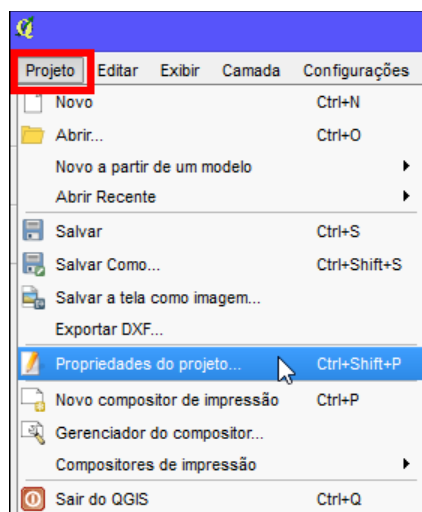 Projeto Editar Exibir Camada Configurações
Novo Ctrl+N
Abrir... Ctrl+O
Novo a partir de um modelo
Abrir Recente
Salvar Ctrl+S
Salvar Como... Ctrl+Shift+S
Salvar a tela como imagem...
Exportar DXF...
Propriedades do projeto... Ctrl+Shift+P
Novo compositor de impressão Ctrl+P
Gerenciador do compositor...
Compositores de impressão
Sair do QGIS Ctrl+Q